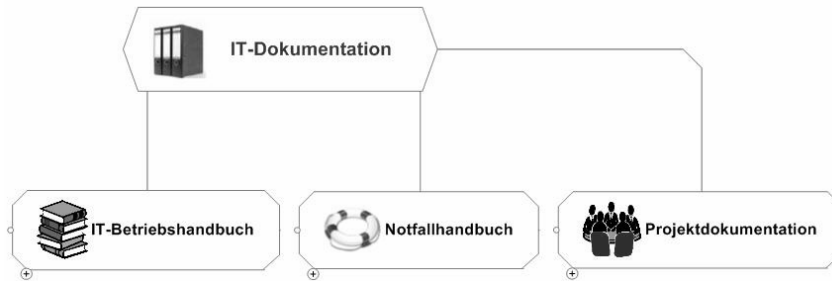 IT-Dokumentation
IT-Betriebshandbuch
Notfallhandbuch
Projektdokumentation